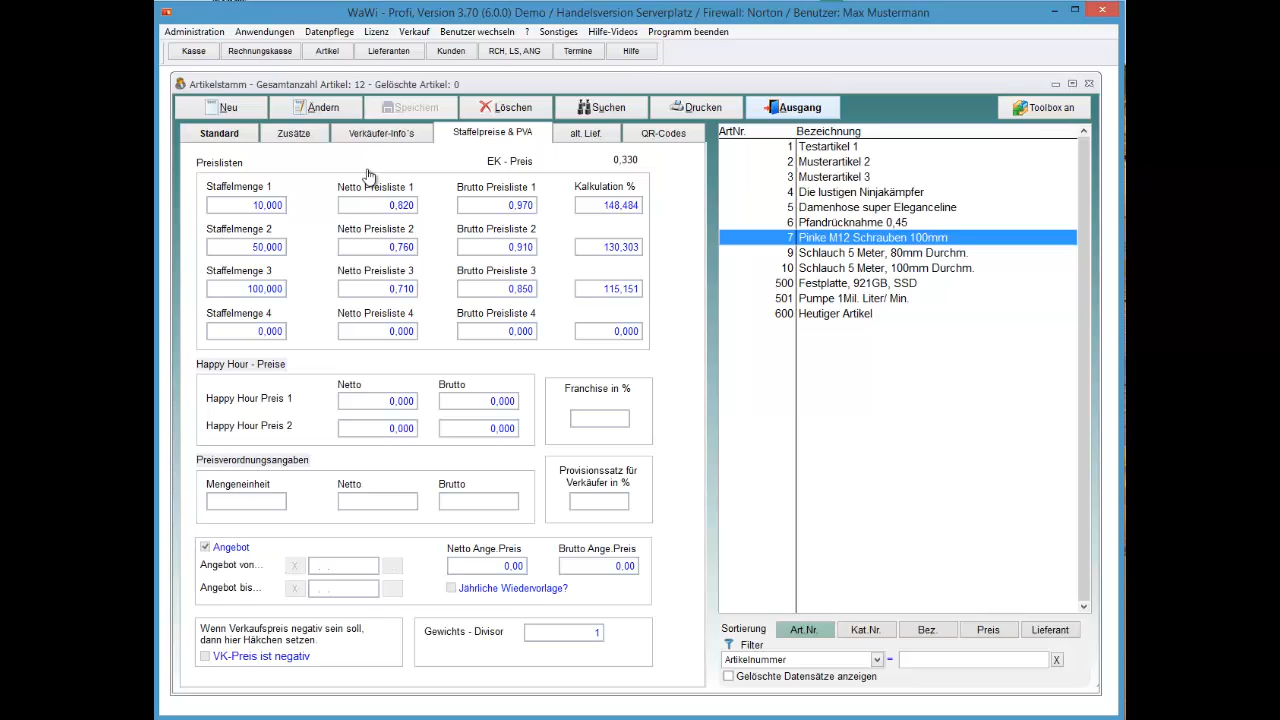 WaWi - Profi, Version 3.70 (6.0.0) Demo / Handelsversion Serverplatz / Firewall: Norton / Benutzer: Max Mustermann
Administration Anwendungen Datenpflege Lizenz Verkauf Benutzer wechseln ? Sonstiges Hilfe-Videos Programm beenden
Kasse Rechnungskasse Artikel Lieferanten Kunden RCH, LS, ANG Termine Hilfe
Artikelstamm - Gesamtanzahl Artikel: 12 - Gelöschte Artikel: 0
Neu Ändern Speichern Löschen Suchen Drucken Ausgang Toolbox an
Standard Zusätze Verkäufer-Info´s Staffelpreise & PVA alt. Lief. QR-Codes
Preislisten EK - Preis 0,330
Staffelmenge 1 Netto Preisliste 1 Brutto Preisliste 1 Kalkulation %
10,000 0,820 0,970 148,484
Staffelmenge 2 Netto Preisliste 2 Brutto Preisliste 2
50,000 0,760 0,910 130,303
Staffelmenge 3 Netto Preisliste 3 Brutto Preisliste 3
100,000 0,710 0,850 115,151
Staffelmenge 4 Netto Preisliste 4 Brutto Preisliste 4
0,000 0,000 0,000 0,000
Happy Hour - Preise
Netto Brutto
Happy Hour Preis 1 0,000 0,000
Happy Hour Preis 2 0,000 0,000
Franchise in %
Preisverordnungsangaben
Mengeneinheit Netto Brutto
Provisionssatz für
Verkäufer in %
Angebot
Angebot von... X . .
Angebot bis... X . .
Netto Ange.Preis Brutto Ange.Preis
0,00 0,00
Jährliche Wiedervorlage?
Wenn Verkaufspreis negativ sein soll,
dann hier Häkchen setzen.
VK-Preis ist negativ
Gewichts - Divisor 1
ArtNr. Bezeichnung
1 Testartikel 1
2 Musterartikel 2
3 Musterartikel 3
4 Die lustigen Ninjakämpfer
5 Damenhose super Eleganceline
6 Pfandrücknahme 0,45
7 Pinke M12 Schrauben 100mm
9 Schlauch 5 Meter, 80mm Durchm.
10 Schlauch 5 Meter, 100mm Durchm.
500 Festplatte, 921GB, SSD
501 Pumpe 1Mil. Liter/ Min.
600 Heutiger Artikel
Sortierung Art.Nr. Kat.Nr. Bez. Preis Lieferant
Filter
Artikelnummer = X
Gelöschte Datensätze anzeigen